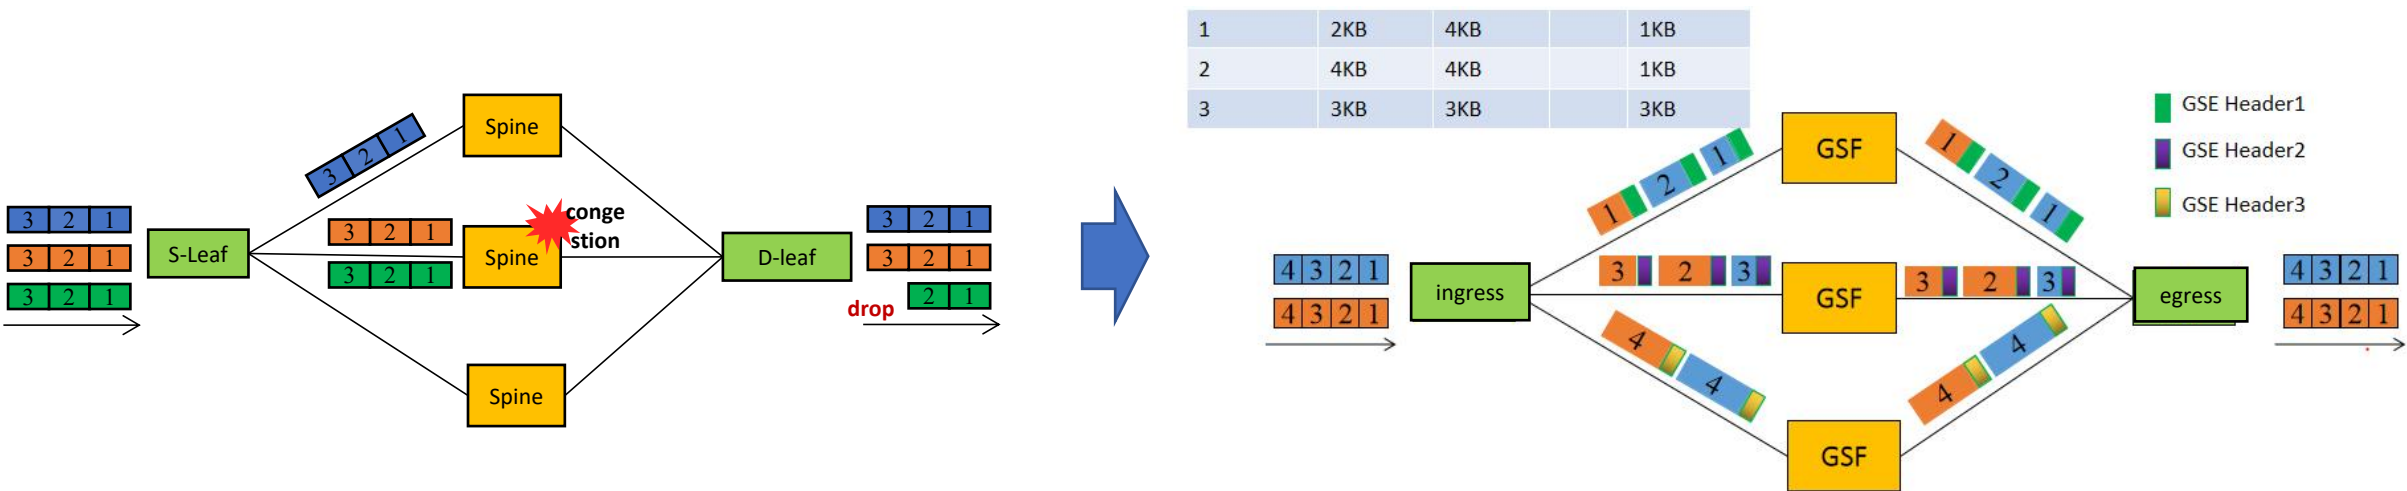 3 2 1
3 2 1
3 2 1
S-Leaf
3 2 1
3 2 1
3 2 1
Spine
Spine
Spine
conge
stion
D-leaf
3 2 1
3 2 1
2 1
drop
1 2KB 4KB 1KB
2 4KB 4KB 1KB
3 3KB 3KB 3KB
4 3 2 1
4 3 2 1
ingress
1 2 1
3 2 3
4 4
GSF
GSF
GSF
1 2 1
3 2 3
4 4
egress
4 3 2 1
4 3 2 1
GSE Header1
GSE Header2
GSE Header3